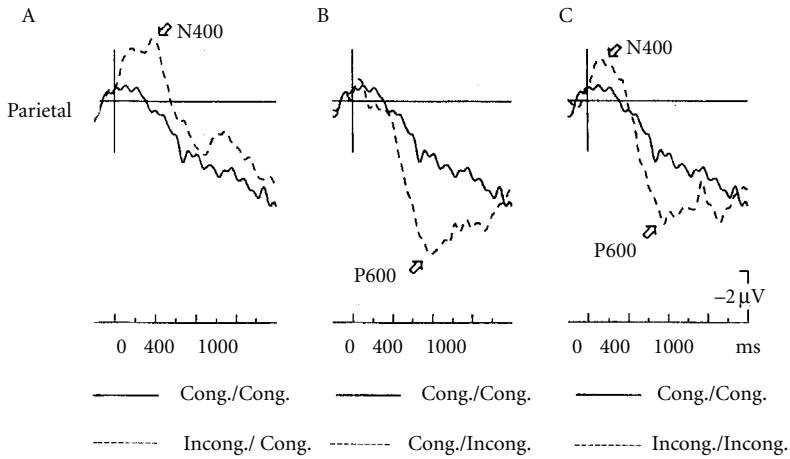 A B C
N400
N400
Parietal
P600
P600
−2 µV
0 400 1000 0 400 1000 0 400 1000 ms
Cong./Cong. Cong./Cong. Cong./Cong.
Incong./ Cong. Cong./Incong. Incong./Incong.